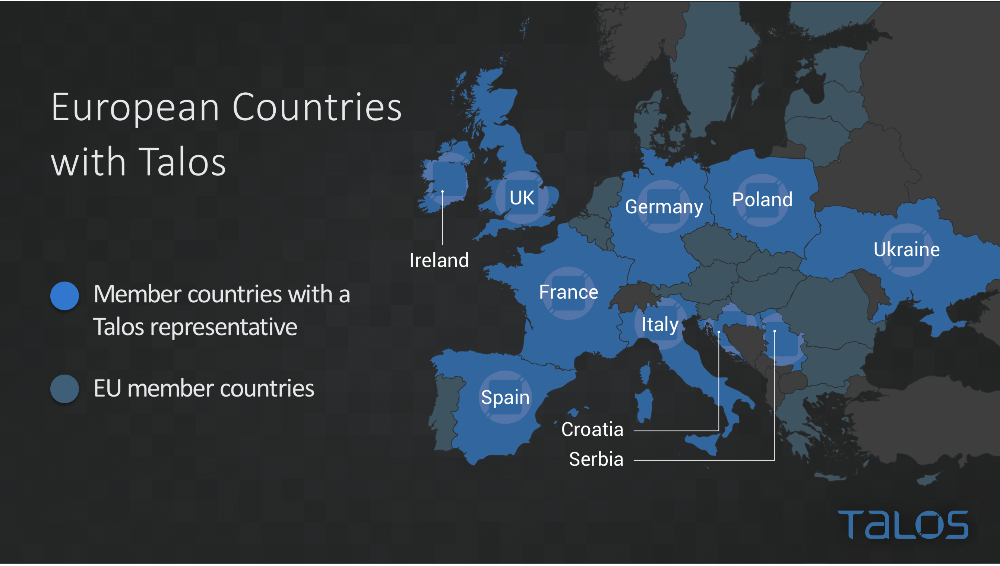 European Countries
with Talos
Member countries with a
Talos representative
EU member countries
UK
Germany
Poland
Ukraine
Ireland
France
Italy
Spain
Croatia
Serbia
TaLOS